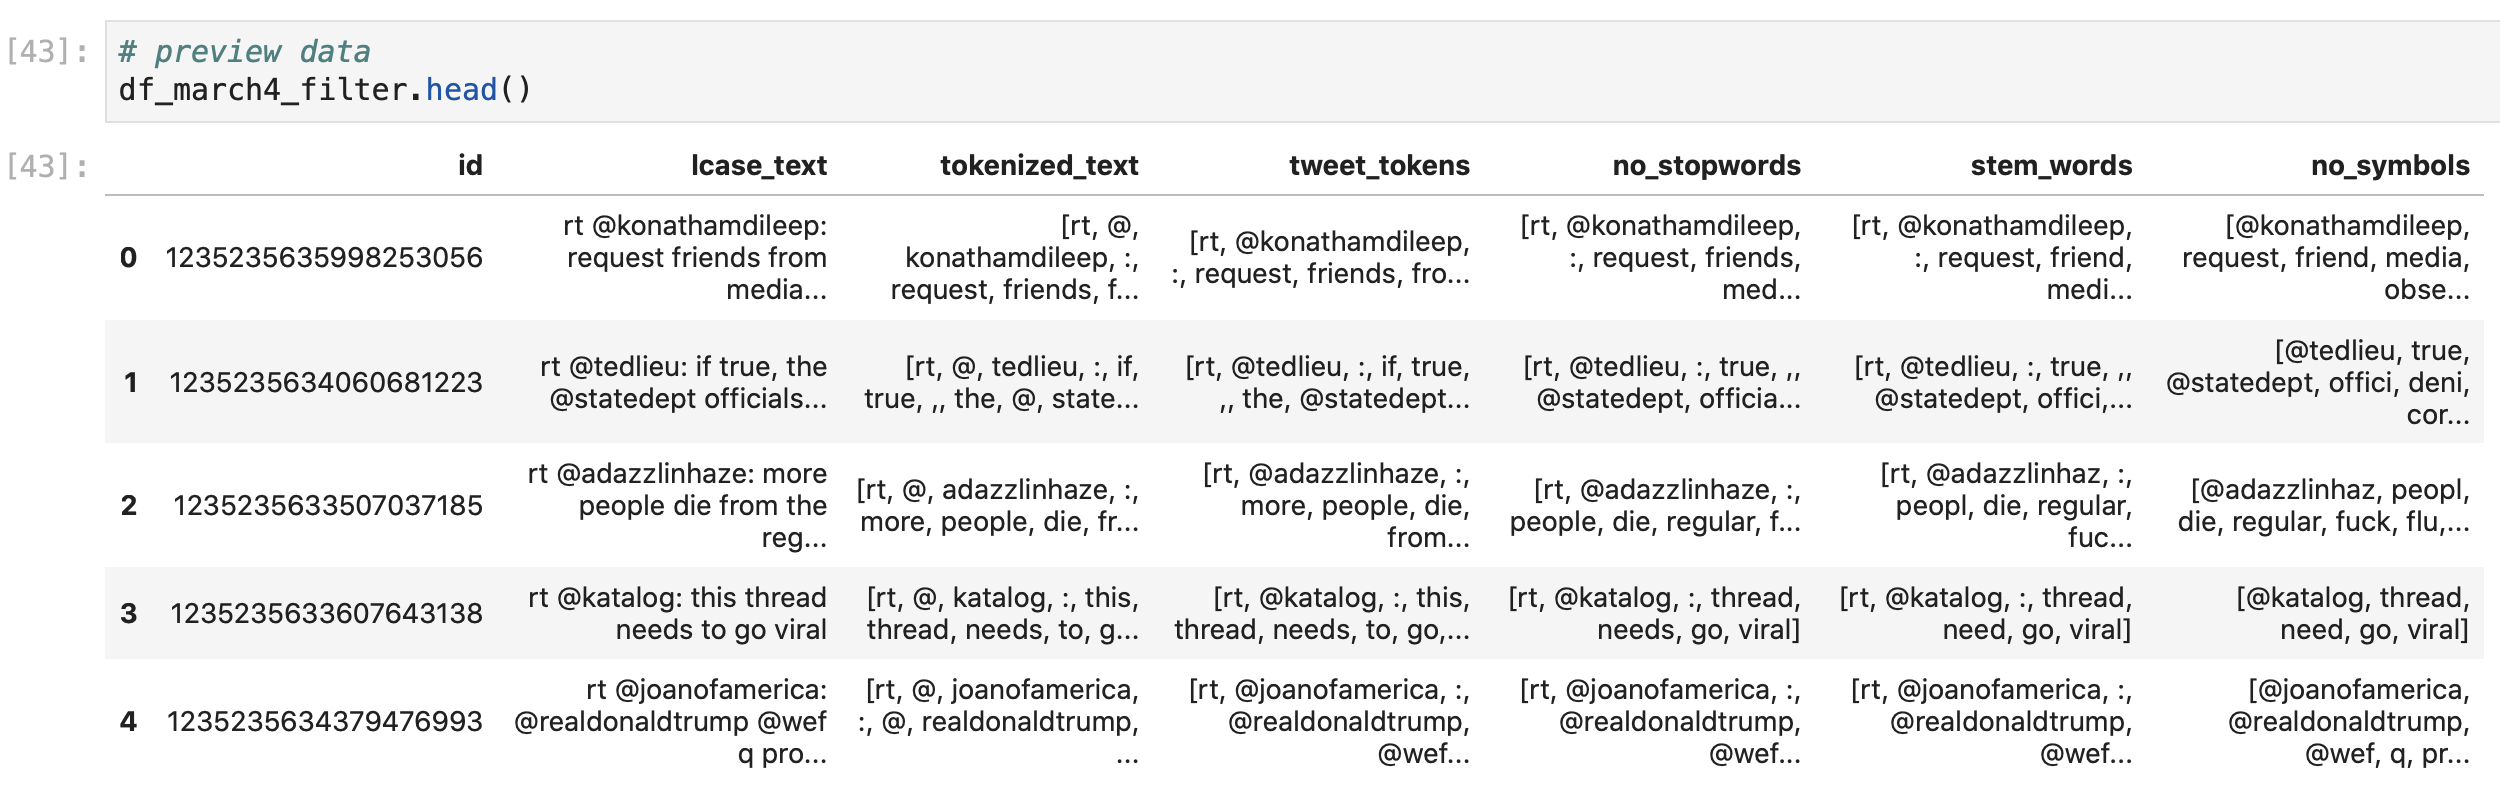 [43]: # preview data
df_march4_filter.head()
[43]: id lcase_text tokenized_text tweet_tokens no_stopwords stem_words no_symbols
0 1235235635998253056 rt @konathamdileep: request friends from media... [rt, @, konathamdileep, :, request, friends, f... [rt, @konathamdileep, :, request, friends, fro... [rt, @konathamdileep, :, request, friends, med... [rt, @konathamdileep, :, request, friend, medi... [@konathamdileep, request, friend, media, obse...
1 1235235634060681223 rt @tedlieu: if true, the @statedept officials... [rt, @, tedlieu, :, if, true, ,, the, @, state... [rt, @tedlieu, :, if, true, ,, the, @statedept... [rt, @tedlieu, :, true, ,, @statedept, officia... [rt, @tedlieu, :, true, ,, @statedept, offici,... [@tedlieu, true, @statedept, offici, deni, cor...
2 1235235633507037185 rt @adazzlinhaze: more people die from the reg... [rt, @, adazzlinhaze, :, more, people, die, fr... [rt, @adazzlinhaze, :, more, people, die, from... [rt, @adazzlinhaze, :, people, die, regular, f... [rt, @adazzlinhaz, :, peopl, die, regular, fuc... [@adazzlinhaz, peopl, die, regular, fuck, flu,...
3 1235235633607643138 rt @katalog: this thread needs to go viral [rt, @, katalog, :, this, thread, needs, to, g... [rt, @katalog, :, this, thread, needs, to, go,... [rt, @katalog, :, thread, needs, go, viral] [rt, @katalog, :, thread, need, go, viral] [@katalog, thread, need, go, viral]
4 1235235634379476993 rt @joanofamerica: @realdonaldtrump @wef q pro... [rt, @, joanofamerica, :, @, realdonaldtrump, ... [rt, @joanofamerica, :, @realdonaldtrump, @wef... [rt, @joanofamerica, :, @realdonaldtrump, @wef... [rt, @joanofamerica, :, @realdonaldtrump, @wef... [@joanofamerica, @realdonaldtrump, @wef, q, pr...